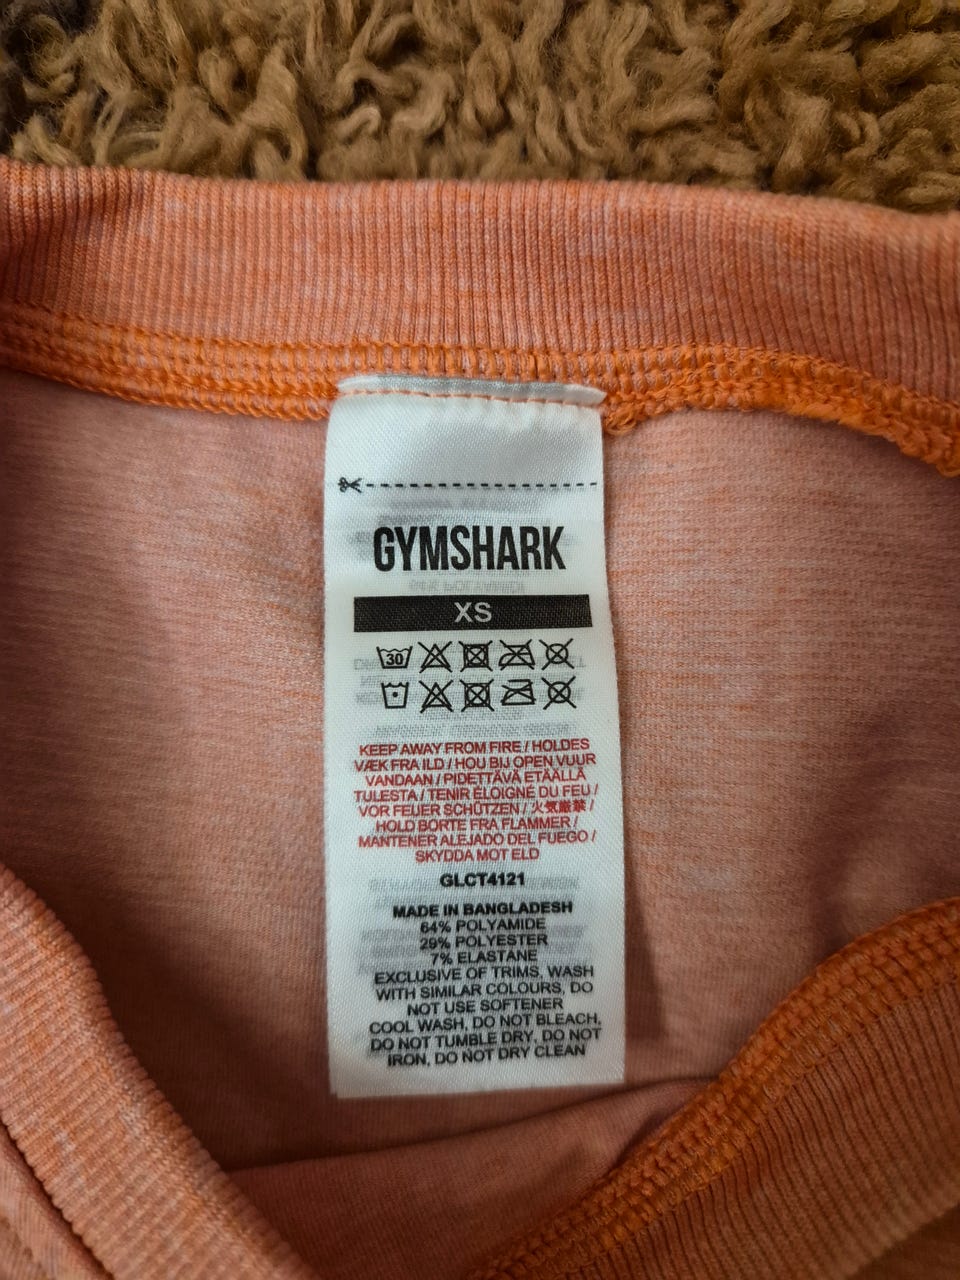 GYMSHARK
XS
30
KEEP AWAY FROM FIRE / HOLDES
VÆK FRA ILD / HOU BIJ OPEN VUUR
VANDAAN / PIDETTÄVÄ ETÄÄLLÄ
TULESTA / TENIR ÉLOIGNÉ DU FEU /
VOR FEUER SCHÜTZEN / 火気厳禁 /
HOLD BORTE FRA FLAMMER /
MANTENER ALEJADO DEL FUEGO /
SKYDDA MOT ELD
GLCT4121
MADE IN BANGLADESH
64% POLYAMIDE
29% POLYESTER
7% ELASTANE
EXCLUSIVE OF TRIMS, WASH
WITH SIMILAR COLOURS, DO
NOT USE SOFTENER
COOL WASH, DO NOT BLEACH,
DO NOT TUMBLE DRY, DO NOT
IRON, DO NOT DRY CLEAN